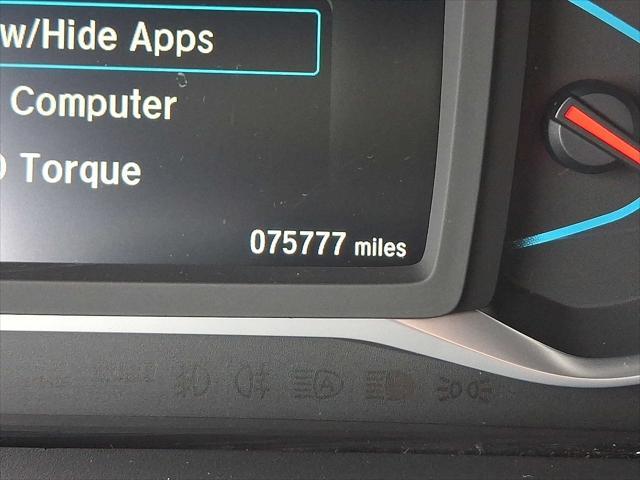 w/Hide Apps
Computer
Torque
075777 miles
A